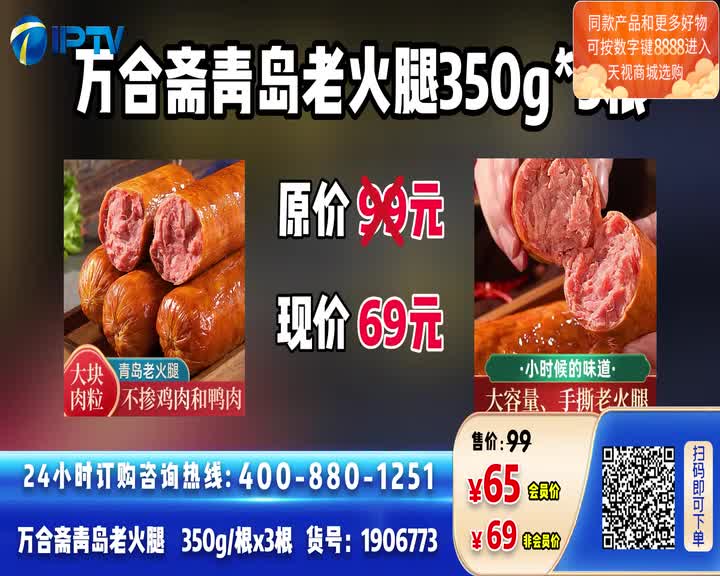 iPTV
同款产品和更多好物
可按数字键8888进入
天视商城选购
万合斋青岛老火腿350g*3根
原价 99元
现价 69元
大块
肉粒
青岛老火腿
不掺鸡肉和鸭肉
·小时候的味道·
大容量、手撕老火腿
24小时订购咨询热线:400-880-1251
万合斋青岛老火腿 350g/根x3根 货号：1906773
售价:99
¥65 会员价
¥69 非会员价
扫码即可下单